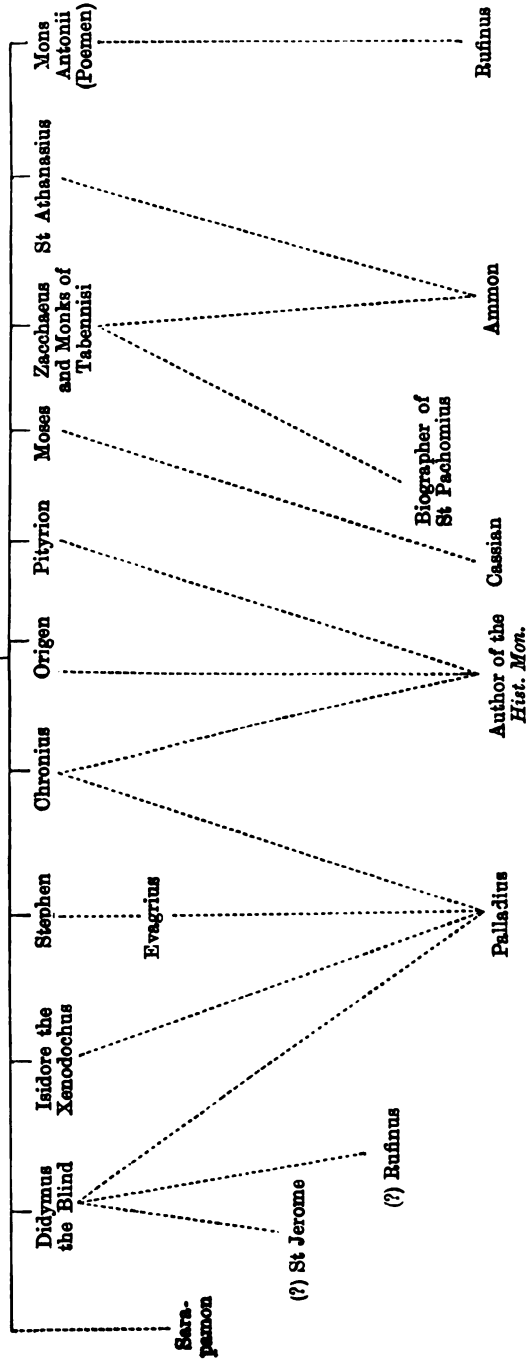 Sara-
pamon
Didymus
the Blind
Isidore the
Xenodochus
Stephen
Chronius
Origen
Pityrion
Moses
Zacchaeus
and Monks of
Tabennisi
St Athanasius
Mons
Antonii
(Poemen)
Evagrius
(?) St Jerome
(?) Rufinus
Palladius
Author of the
Hist. Mon.
Cassian
Biographer of
St Pachomius
Ammon
Rufinus